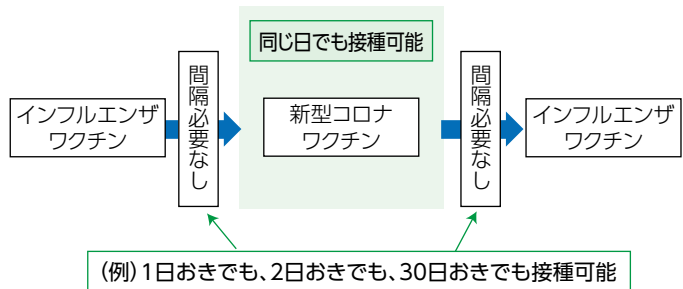 同じ日でも接種可能
インフルエンザ
ワクチン
間隔必要なし
新型コロナ
ワクチン
間隔必要なし
インフルエンザ
ワクチン
(例)1日おきでも、2日おきでも、30日おきでも接種可能